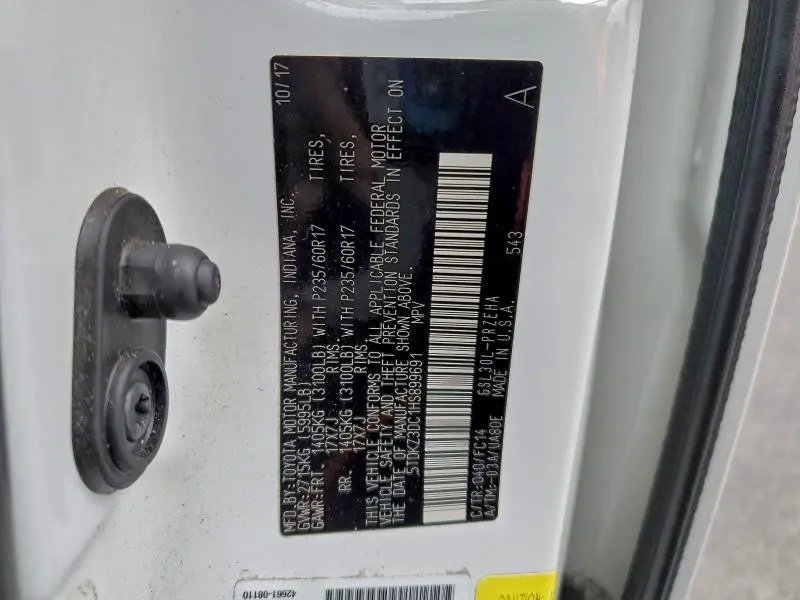 MFD.BY:TOYOTA MOTOR MANUFACTURING, INDIANA, INC. 10/17
GVWR:2715KG (5995LB)
GAWR:FRT. 1405KG (3100LB) WITH P235/60R17 TIRES,
17X7J RIMS
RR. 1405KG (3100LB) WITH P235/60R17 TIRES,
17X7J RIMS
THIS VEHICLE CONFORMS TO ALL APPLICABLE FEDERAL MOTOR
VEHICLE SAFETY AND THEFT PREVENTION STANDARDS IN EFFECT ON
THE DATE OF MANUFACTURE SHOWN ABOVE.
5TDKZ3DC1HS899691 MPV
C/TR:040/FC14 GSL30L-PRZEHA 543 A
A/TM:-03A/UA80E MADE IN U.S.A.
42661-08110